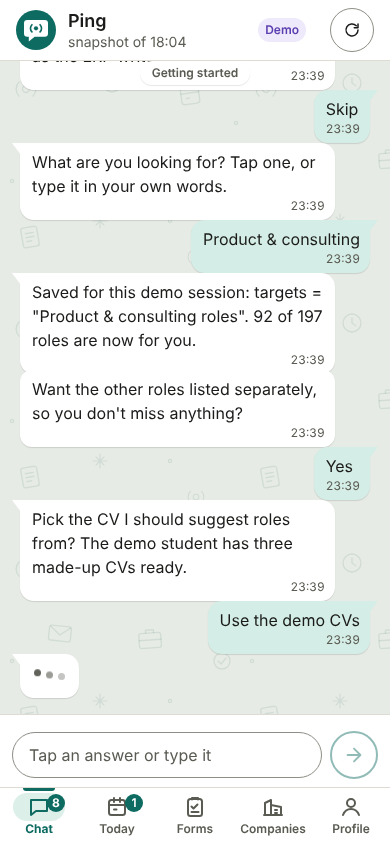 Ping
snapshot of 18:04
Demo
Getting started
23:39
Skip
23:39
What are you looking for? Tap one, or
type it in your own words.
23:39
Product & consulting
23:39
Saved for this demo session: targets =
"Product & consulting roles". 92 of 197
roles are now for you.
23:39
Want the other roles listed separately,
so you don't miss anything?
23:39
Yes
23:39
Pick the CV I should suggest roles
from? The demo student has three
made-up CVs ready.
23:39
Use the demo CVs
23:39
Tap an answer or type it
8
1
Chat
Today
Forms
Companies
Profile